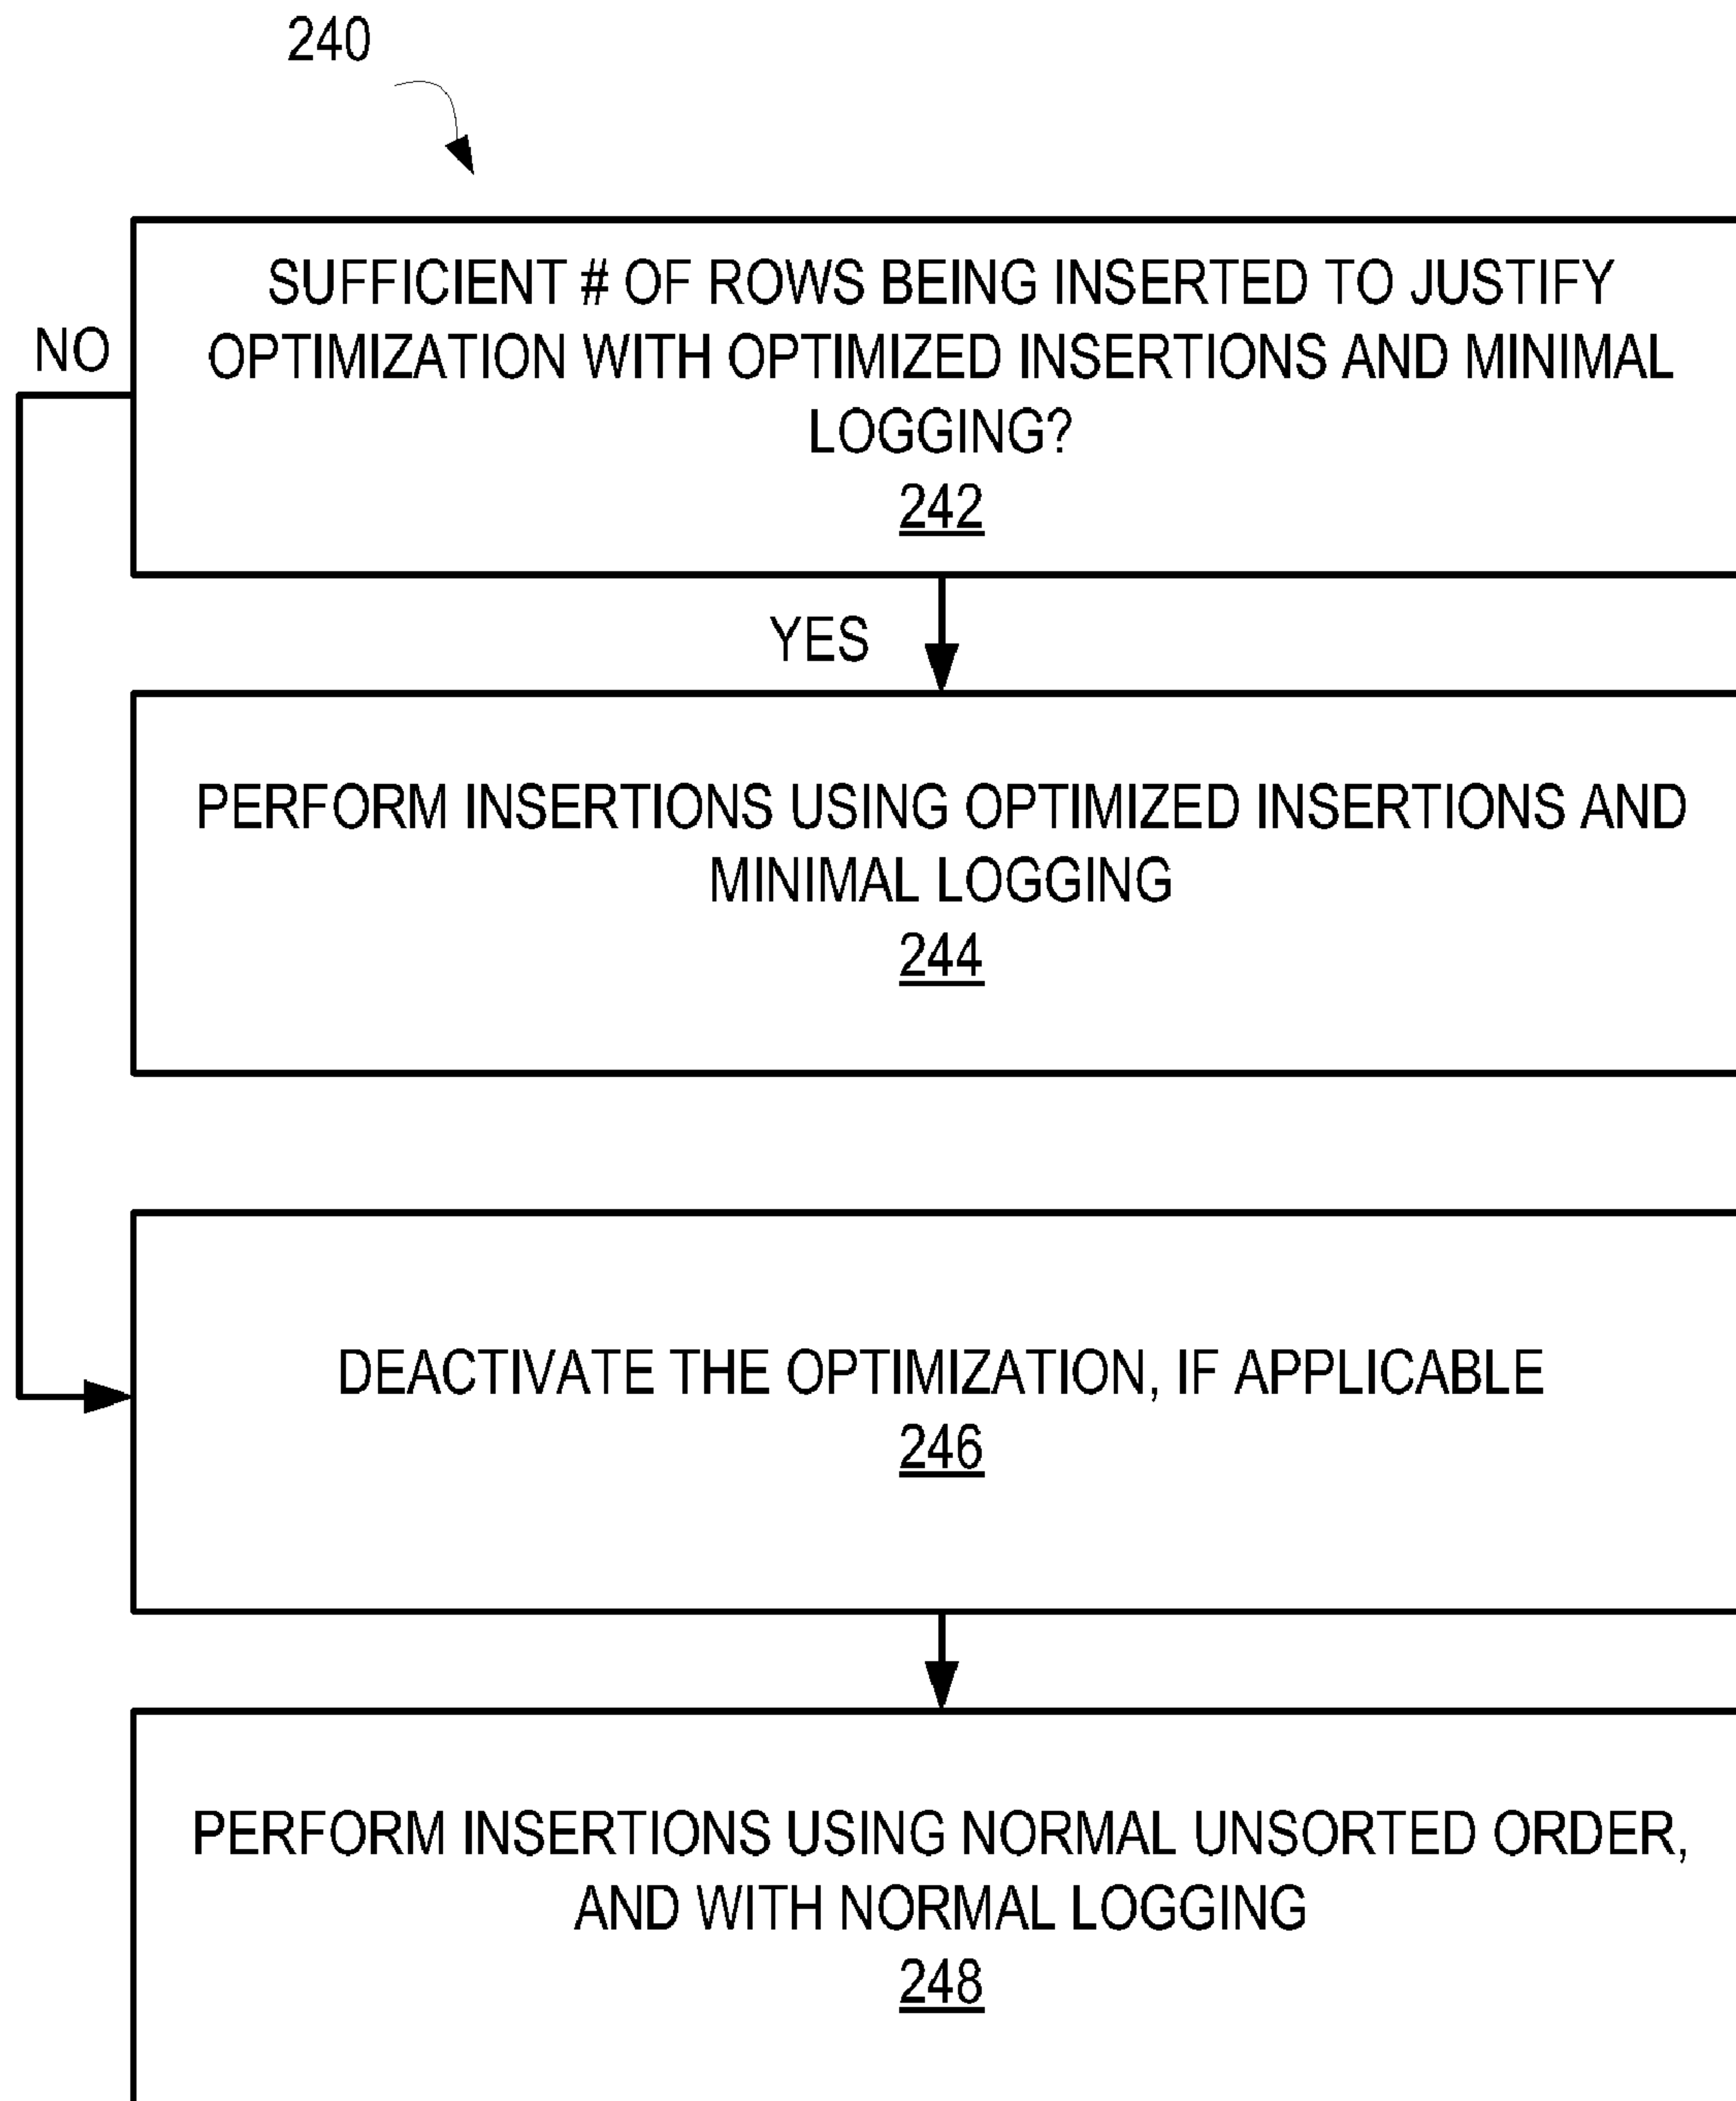 240
SUFFICIENT # OF ROWS BEING INSERTED TO JUSTIFY
OPTIMIZATION WITH OPTIMIZED INSERTIONS AND MINIMAL
LOGGING?
242
NO
YES
PERFORM INSERTIONS USING OPTIMIZED INSERTIONS AND
MINIMAL LOGGING
244
DEACTIVATE THE OPTIMIZATION, IF APPLICABLE
246
PERFORM INSERTIONS USING NORMAL UNSORTED ORDER,
AND WITH NORMAL LOGGING
248